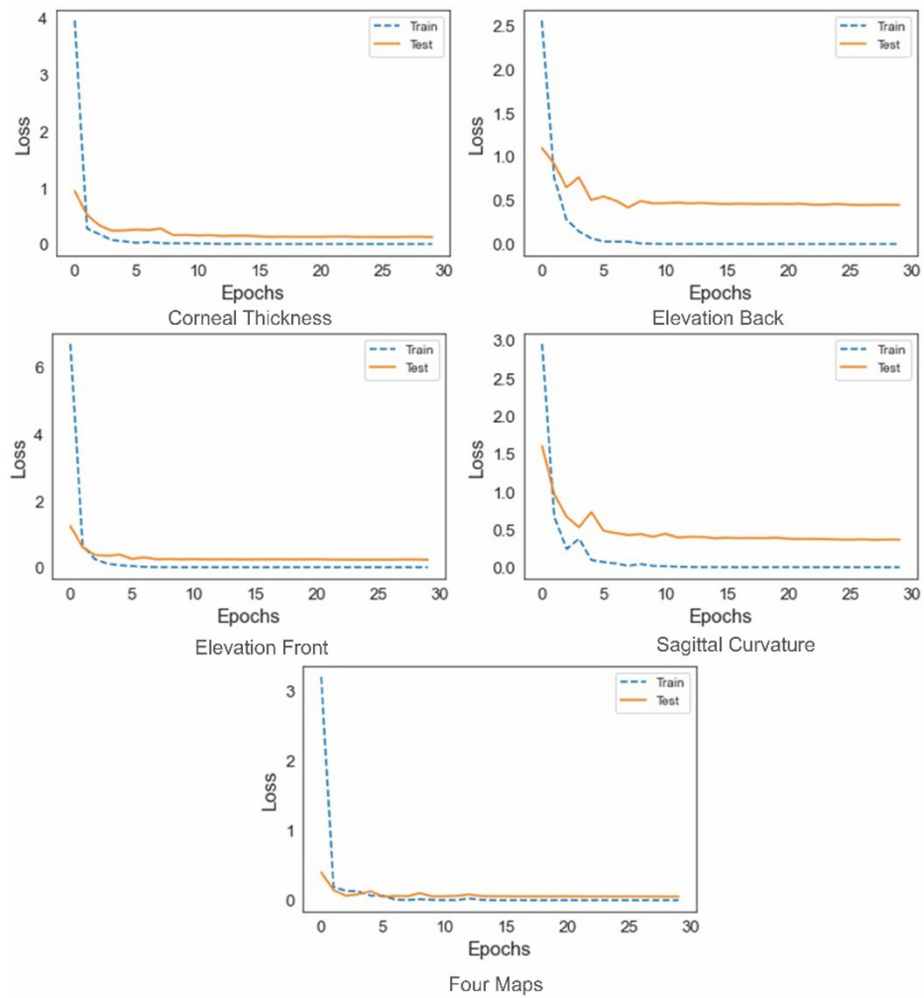 4
3
2
1
0
Loss
Train
Test
0 5 10 15 20 25 30
Epochs
Corneal Thickness
2.5
2.0
1.5
1.0
0.5
0.0
Loss
Train
Test
0 5 10 15 20 25 30
Epochs
Elevation Back
6
4
2
0
Loss
Train
Test
0 5 10 15 20 25 30
Epochs
Elevation Front
3.0
2.5
2.0
1.5
1.0
0.5
0.0
Loss
Train
Test
0 5 10 15 20 25 30
Epochs
Sagittal Curvature
3
2
1
0
Loss
Train
Test
0 5 10 15 20 25 30
Epochs
Four Maps